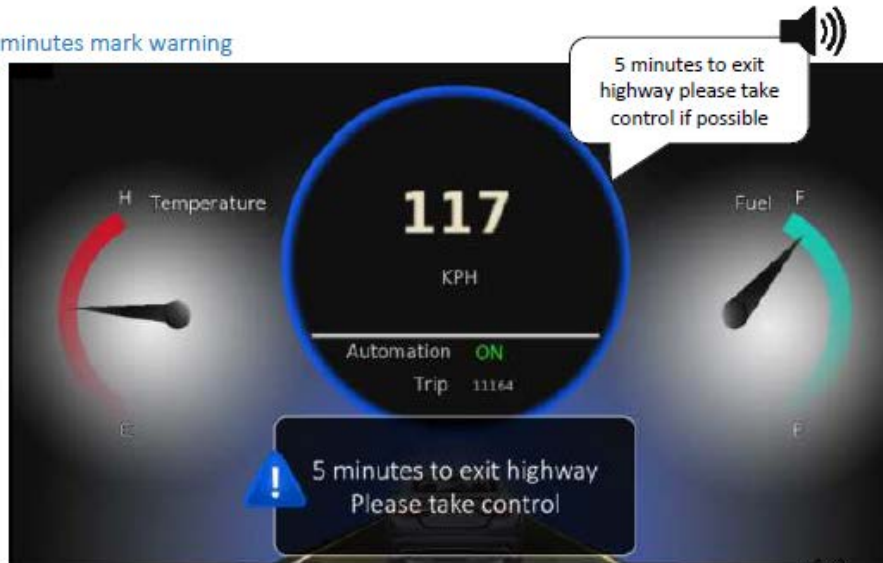 minutes mark warning
5 minutes to exit
highway please take
control if possible
H Temperature
Fuel F
117
KPH
Automation ON
Trip 11164
C
E
!
5 minutes to exit highway
Please take control